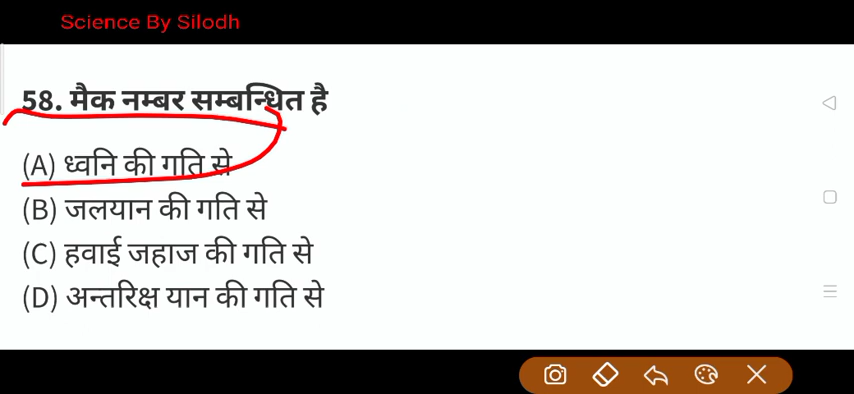 Science By Silodh
58. मैक नम्बर सम्बन्धित है
(A) ध्वनि की गति से
(B) जलयान की गति से
(C) हवाई जहाज की गति से
(D) अन्तरिक्ष यान की गति से